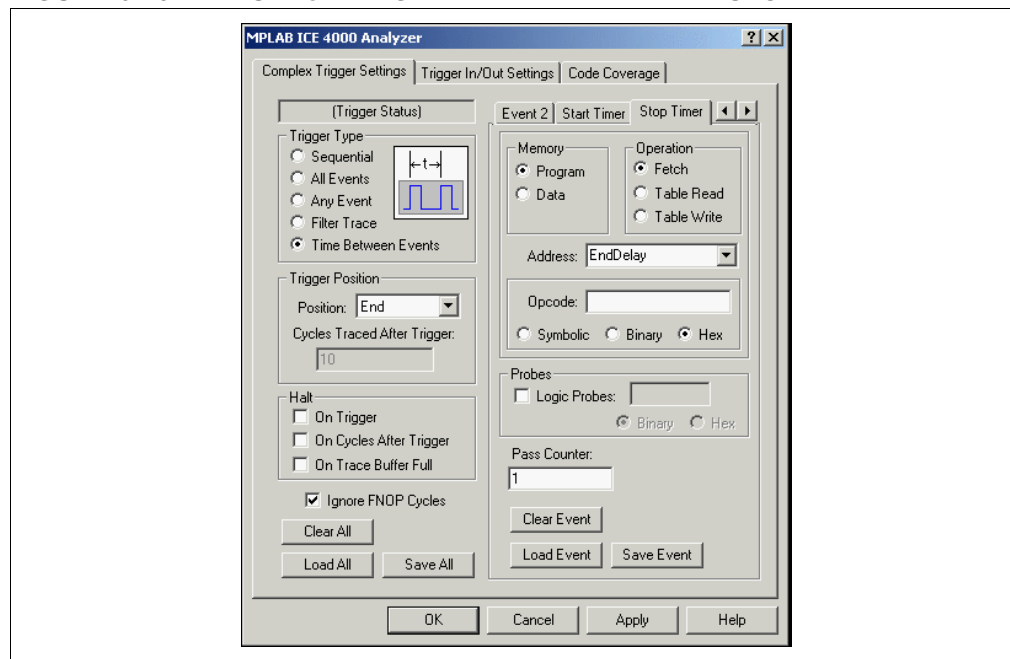 MPLAB ICE 4000 Analyzer
Complex Trigger Settings
Trigger In/Out Settings
Code Coverage
(Trigger Status)
Trigger Type
Sequential
All Events
Any Event
Filter Trace
Time Between Events
t
Trigger Position
Position: End
Cycles Traced After Trigger:
10
Halt
On Trigger
On Cycles After Trigger
On Trace Buffer Full
Ignore FNOP Cycles
Clear All
Load All
Save All
Event 2
Start Timer
Stop Timer
Memory
Program
Data
Operation
Fetch
Table Read
Table Write
Address: EndDelay
Opcode:
Symbolic
Binary
Hex
Probes
Logic Probes:
Binary
Hex
Pass Counter:
1
Clear Event
Load Event
Save Event
OK
Cancel
Apply
Help